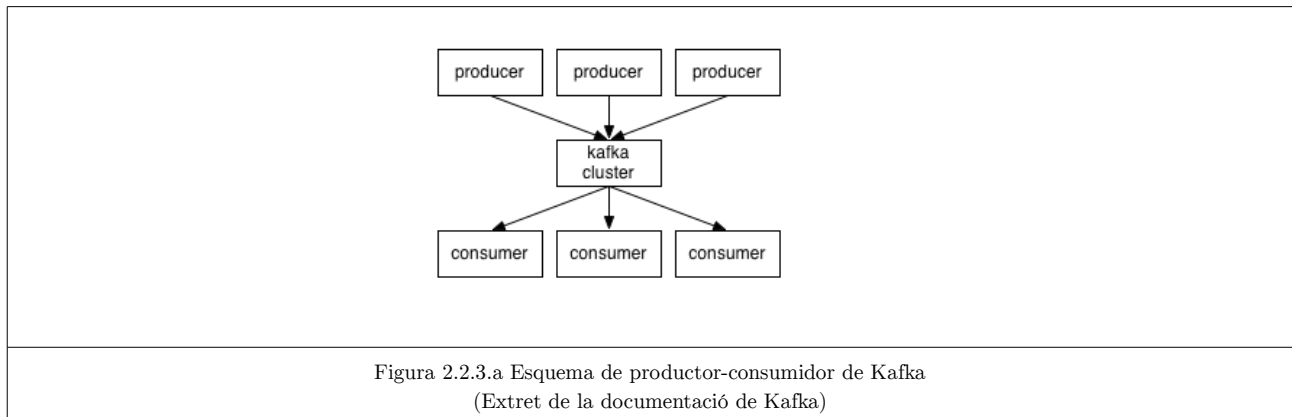 producer producer producer
kafka
cluster
consumer consumer consumer
Figura 2.2.3.a Esquema de productor-consumidor de Kafka
(Extret de la documentació de Kafka)